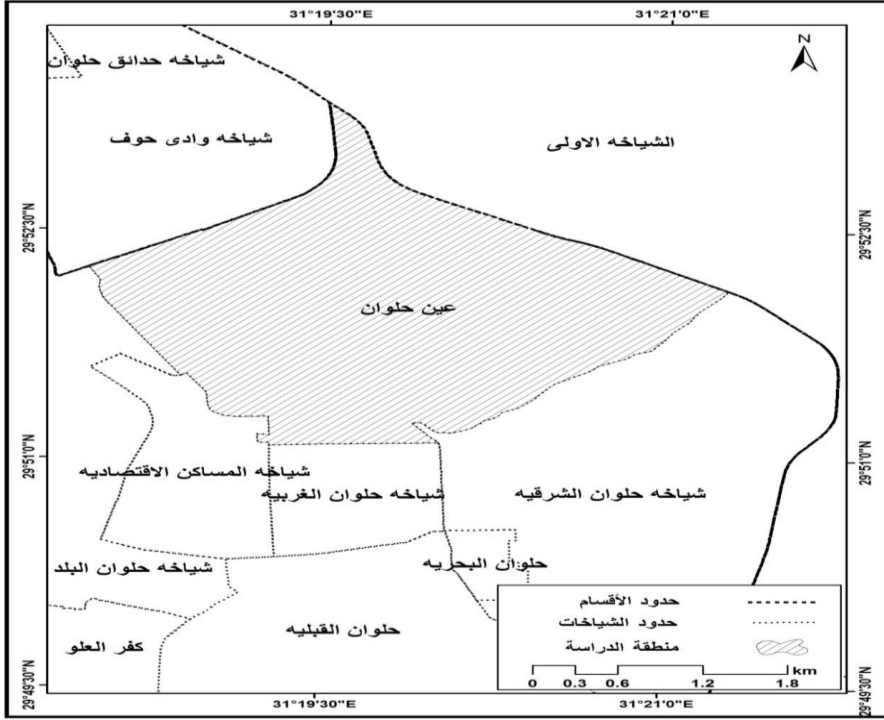 31°19'30"E
31°21'0"E
N
شياخه حدائق حلوان
شياخه وادى حوف
الشياخه الاولى
29°52'30"N
29°52'30"N
عين حلوان
29°51'0"N
29°51'0"N
شياخه المساكن الاقتصاديه
شياخه حلوان الغربيه
شياخه حلوان الشرقيه
شياخه حلوان البلد
حلوان البحريه
حلوان القبليه
كفر العلو
حدود الأقسام
حدود الشياخات
منطقة الدراسة
km
0 0.3 0.6 1.2 1.8
29°49'30"N
29°49'30"N
31°19'30"E
31°21'0"E